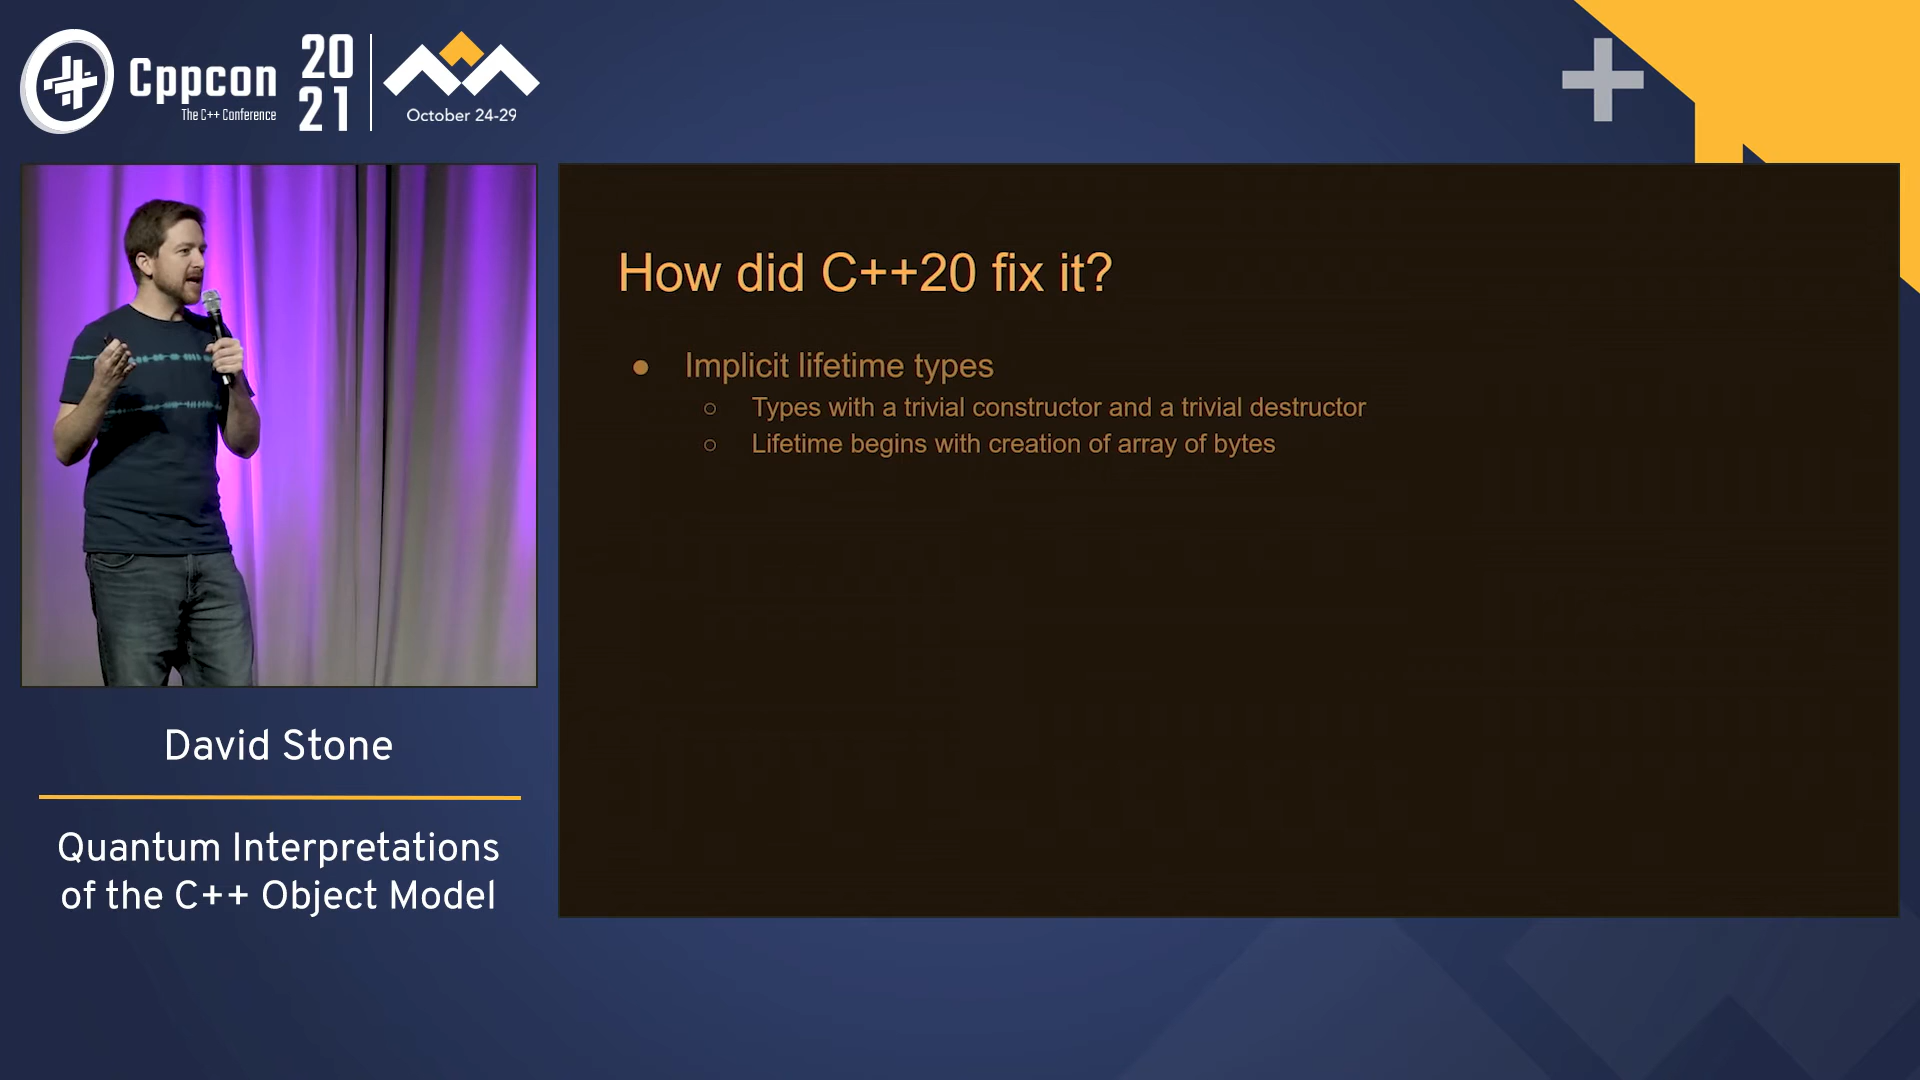 Cppcon
The C++ Conference
20
21
October 24-29
How did C++20 fix it?
● Implicit lifetime types
○ Types with a trivial constructor and a trivial destructor
○ Lifetime begins with creation of array of bytes
David Stone
Quantum Interpretations
of the C++ Object Model